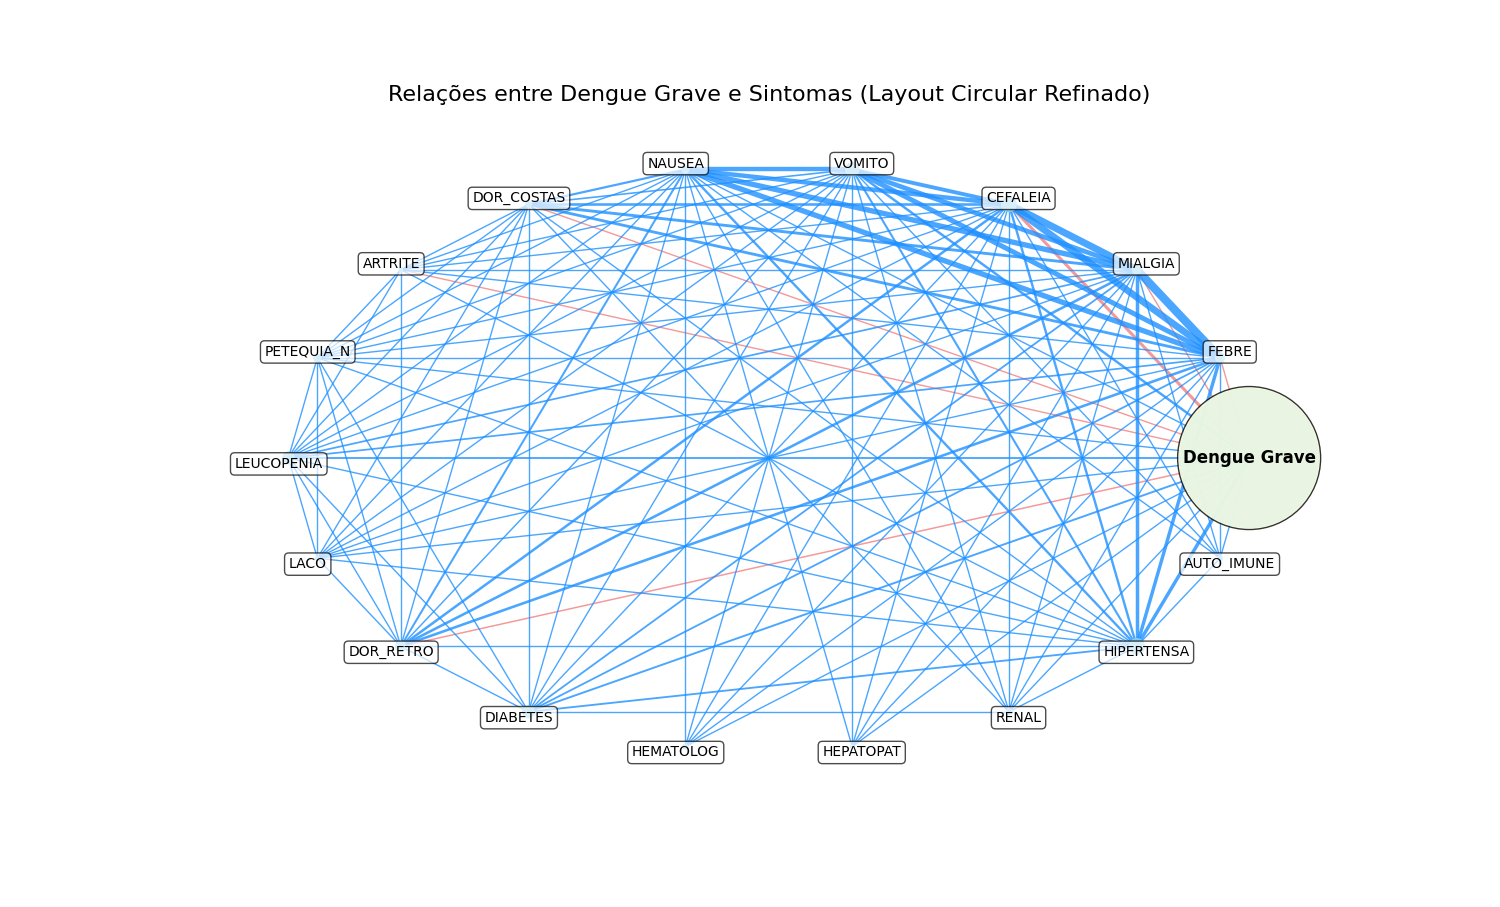 Relações entre Dengue Grave e Sintomas (Layout Circular Refinado)
NAUSEA
VOMITO
DOR_COSTAS
CEFALEIA
ARTRITE
MIALGIA
PETEQUIA_N
FEBRE
Dengue Grave
LEUCOPENIA
LACO
AUTO_IMUNE
DOR_RETRO
HIPERTENSA
DIABETES
RENAL
HEMATOLOG
HEPATOPAT